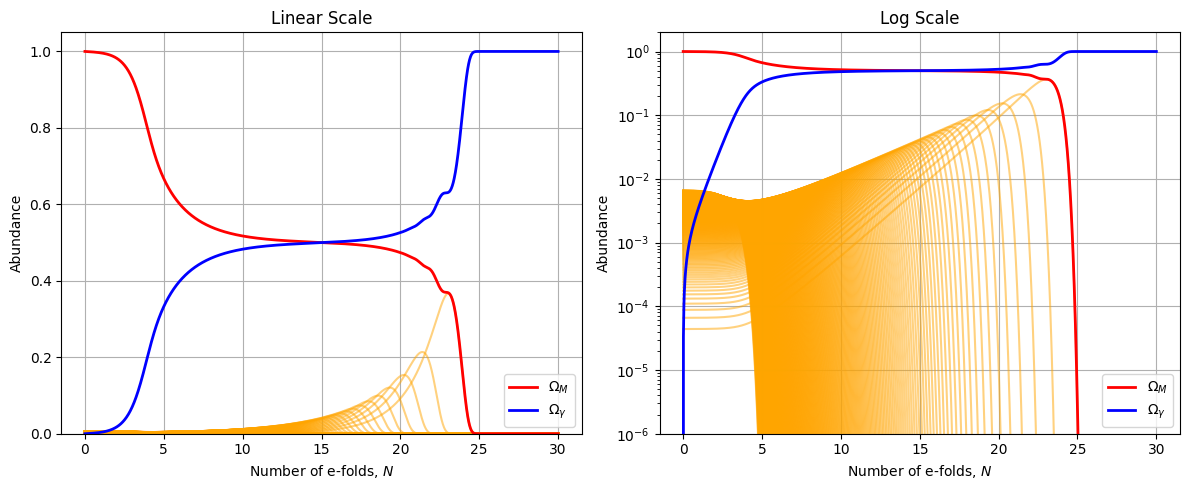 Linear Scale
Abundance
1.0
0.8
0.6
0.4
0.2
0.0
0 5 10 15 20 25 30
Number of e-folds, N
Ω_M
Ω_γ
Log Scale
Abundance
10^0
10^-1
10^-2
10^-3
10^-4
10^-5
10^-6
0 5 10 15 20 25 30
Number of e-folds, N
Ω_M
Ω_γ